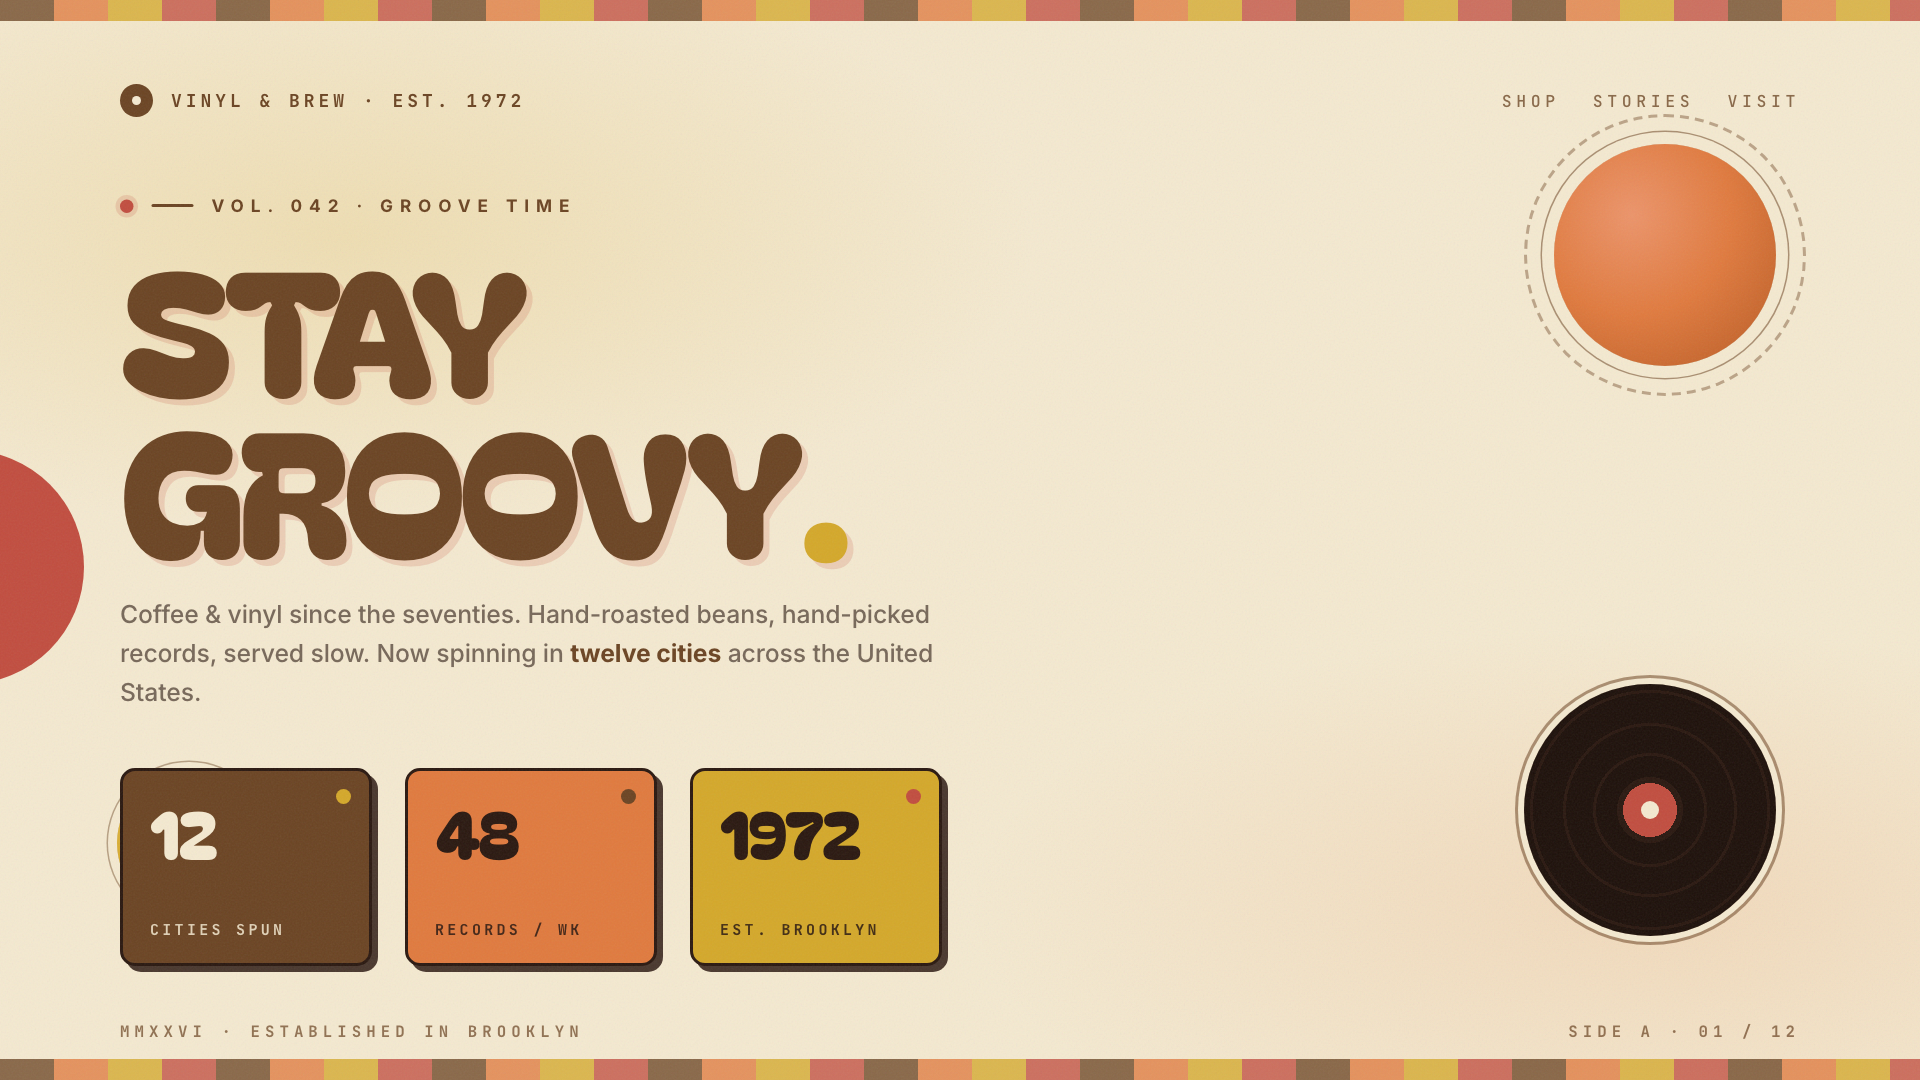 VINYL & BREW · EST. 1972
SHOP STORIES VISIT
VOL. 042 · GROOVE TIME
STAY
GROOVY.
Coffee & vinyl since the seventies. Hand-roasted beans, hand-picked
records, served slow. Now spinning in twelve cities across the United
States.
12
CITIES SPUN
48
RECORDS / WK
1972
EST. BROOKLYN
MMXXVI · ESTABLISHED IN BROOKLYN
SIDE A · 01 / 12